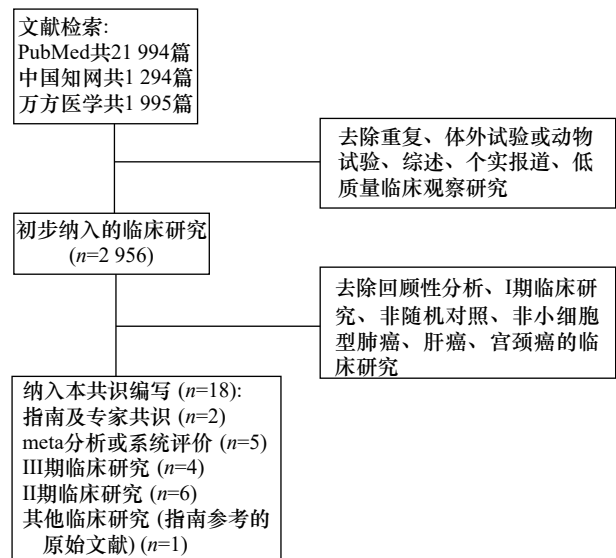 文献检索:
PubMed共21 994篇
中国知网共1 294篇
万方医学共1 995篇
去除重复、体外试验或动物
试验、综述、个实报道、低
质量临床观察研究
初步纳入的临床研究
(n=2 956)
去除回顾性分析、I期临床研
究、非随机对照、非小细胞
型肺癌、肝癌、宫颈癌的临
床研究
纳入本共识编写 (n=18):
指南及专家共识 (n=2)
meta分析或系统评价 (n=5)
III期临床研究 (n=4)
II期临床研究 (n=6)
其他临床研究 (指南参考的
原始文献) (n=1)